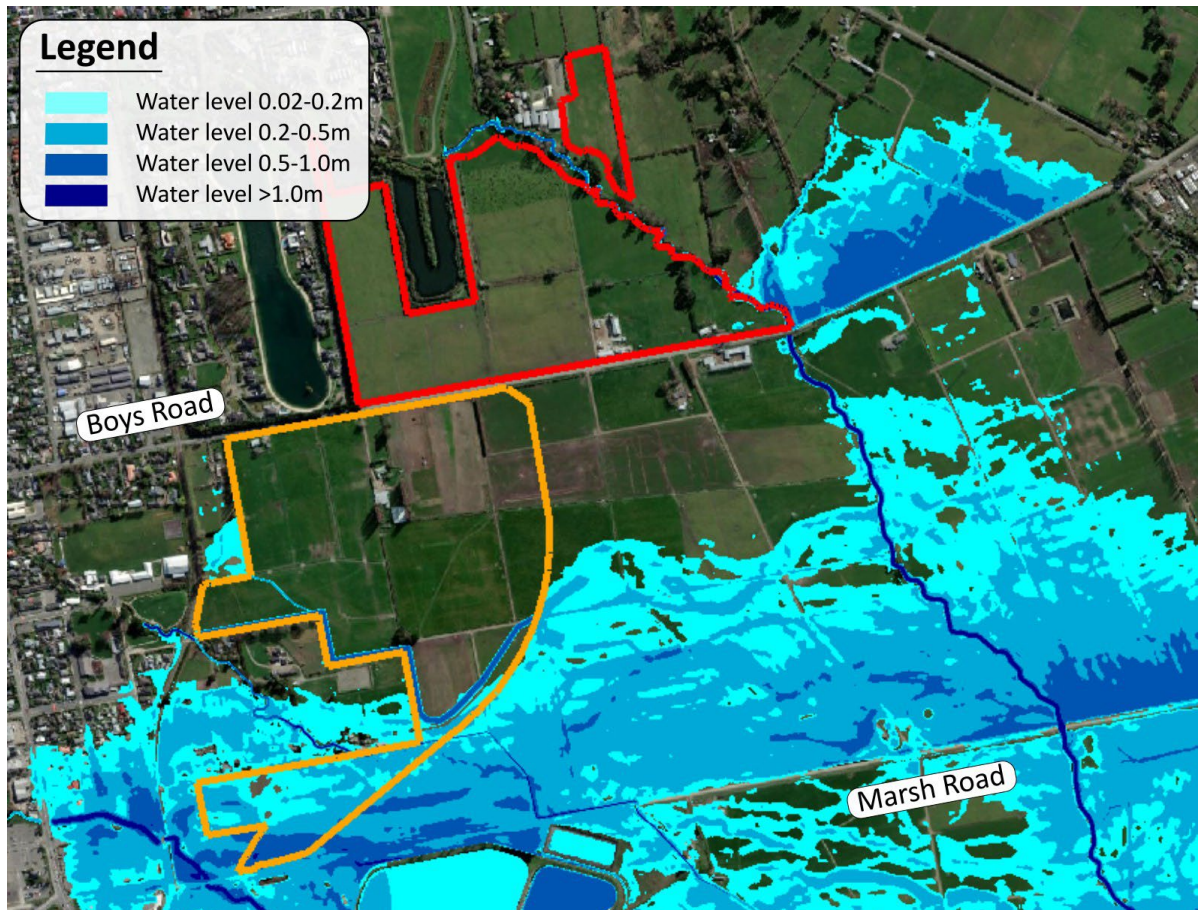 Legend
Water level 0.02-0.2m
Water level 0.2-0.5m
Water level 0.5-1.0m
Water level >1.0m
Boys Road
Marsh Road